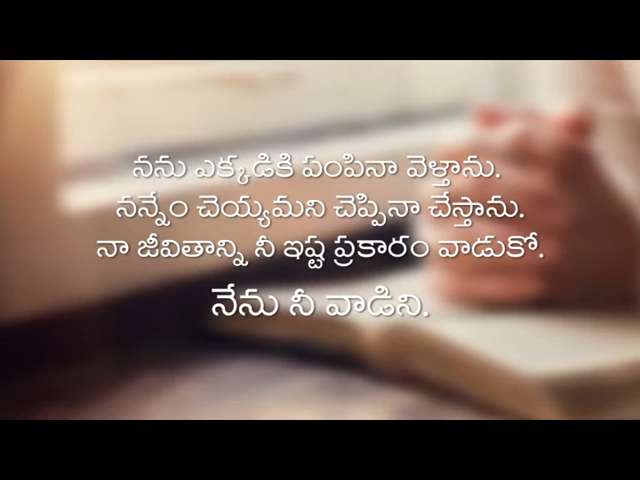 నను ఎక్కడికి పంపినా వెళ్తాను.
నన్నేం చెయ్యమని చెప్పినా చేస్తాను.
నా జీవితాన్ని నీ ఇష్ట ప్రకారం వాడుకో.
నేను నీ వాడిని.